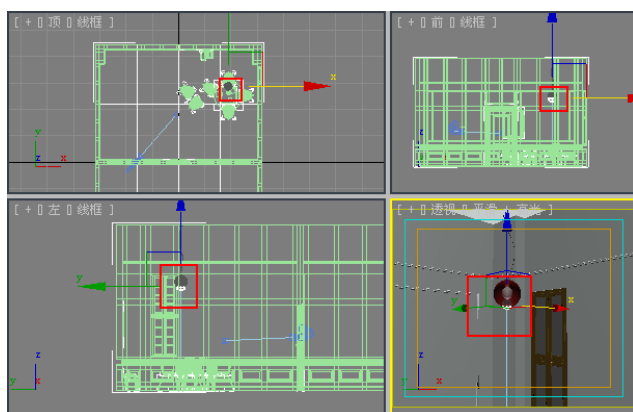 [ + ▯ 顶 ▯ 线框 ]
x
y
z x
[ + ▯ 前 ▯ 线框 ]
z
x
[ + ▯ 左 ▯ 线框 ]
y
z
y x
[ + ▯ 透视 ▯ 平滑 + 高光 ]
y x
z
y x